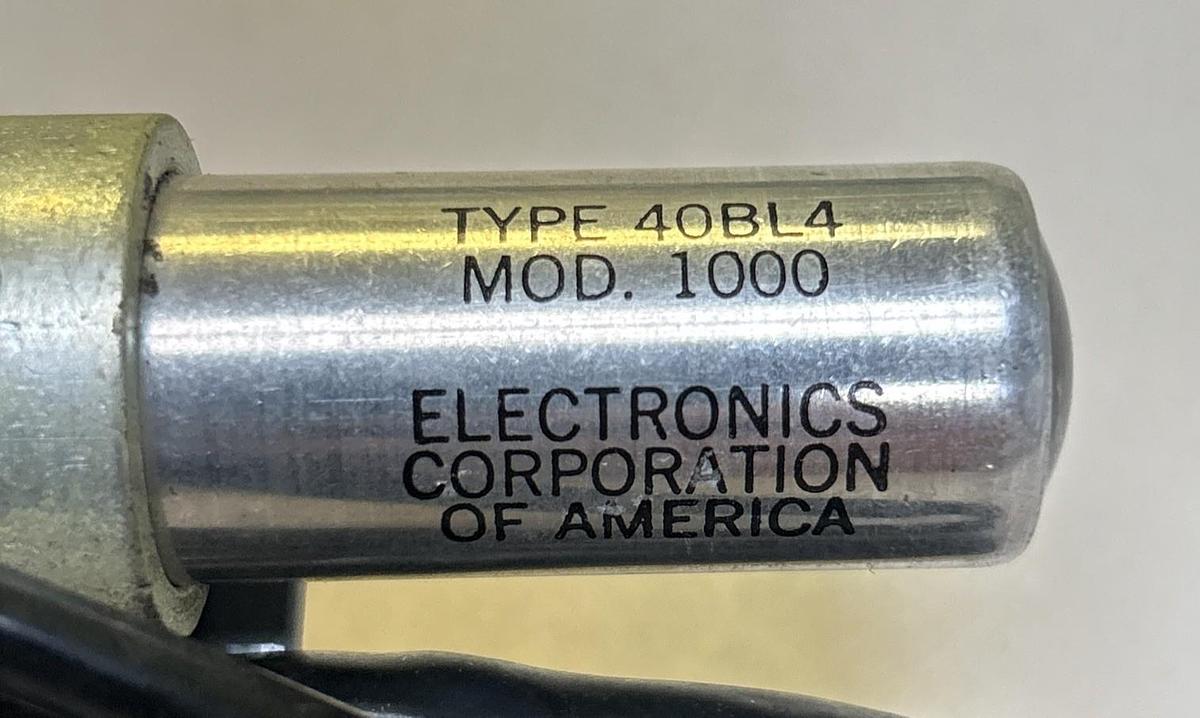 TYPE 40BL4
MOD. 1000
ELECTRONICS
CORPORATION
OF AMERICA